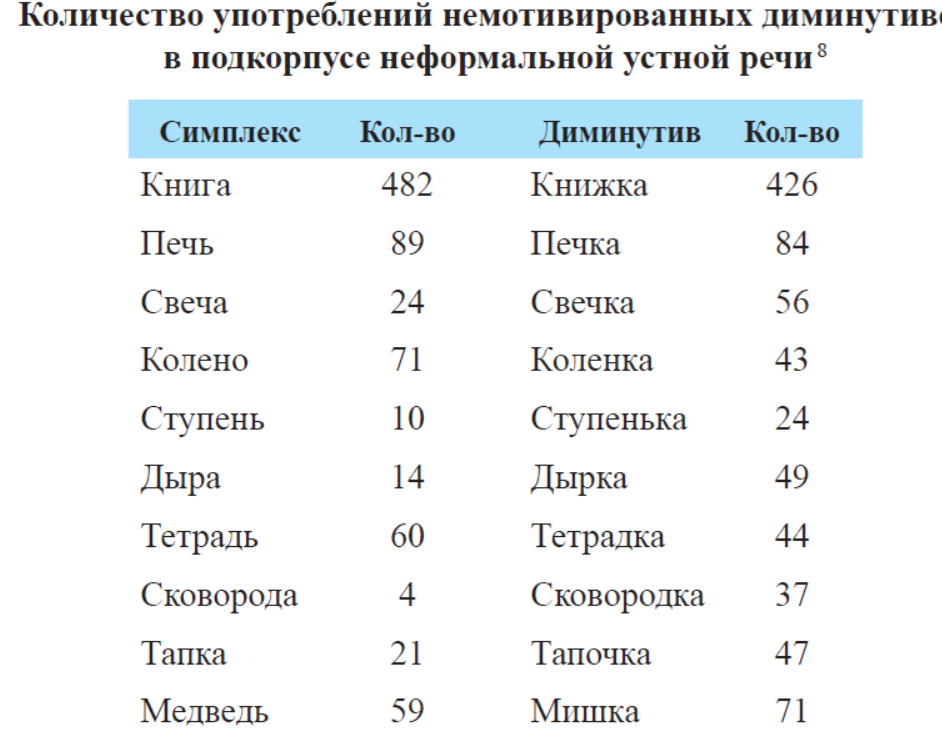 Количество употреблений немотивированных диминутиво
в подкорпусе неформальной устной речи⁸
Симплекс Кол-во Диминутив Кол-во
Книга 482 Книжка 426
Печь 89 Печка 84
Свеча 24 Свечка 56
Колено 71 Коленка 43
Ступень 10 Ступенька 24
Дыра 14 Дырка 49
Тетрадь 60 Тетрадка 44
Сковорода 4 Сковородка 37
Тапка 21 Тапочка 47
Медведь 59 Мишка 71